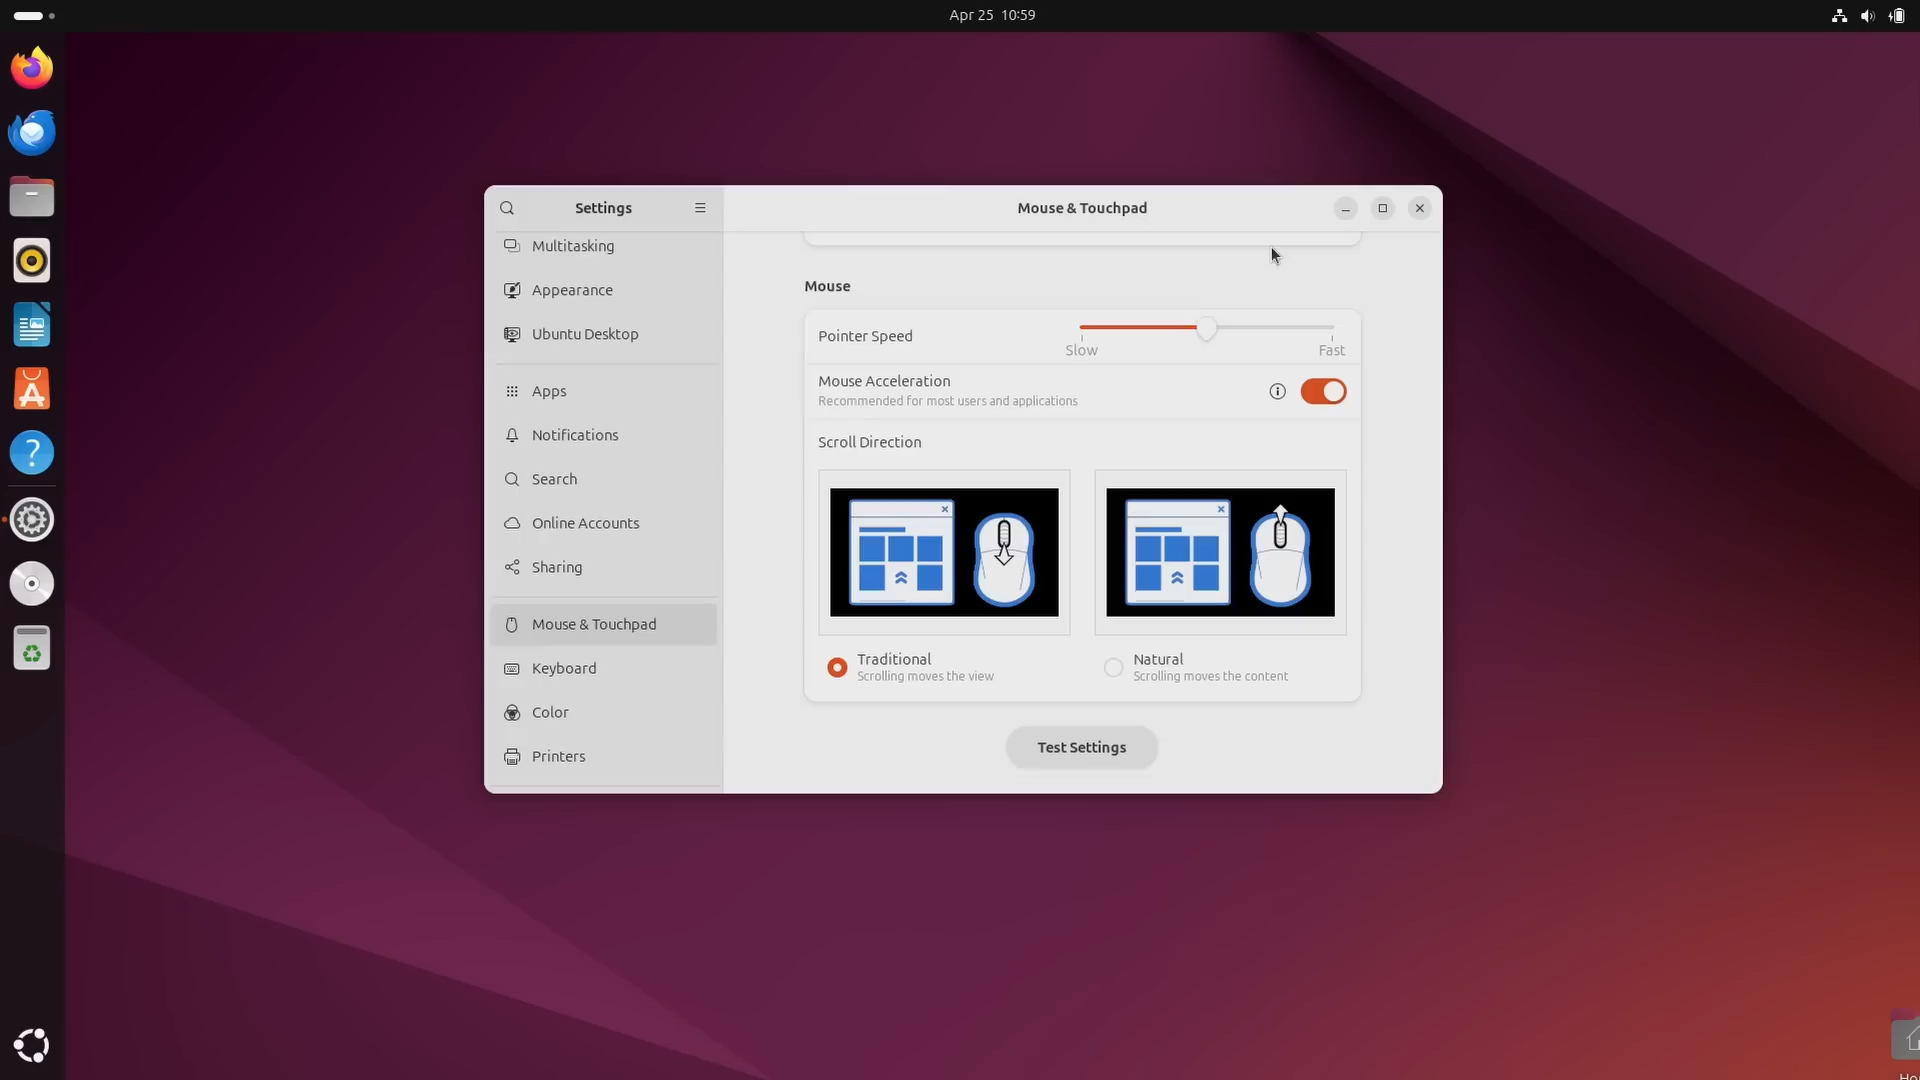 Apr 25 10:59
Settings
Mouse & Touchpad
Multitasking
Appearance
Ubuntu Desktop
Apps
Notifications
Search
Online Accounts
Sharing
Mouse & Touchpad
Keyboard
Color
Printers
Mouse
Pointer Speed
Slow
Fast
Mouse Acceleration
Recommended for most users and applications
Scroll Direction
Traditional
Scrolling moves the view
Natural
Scrolling moves the content
Test Settings